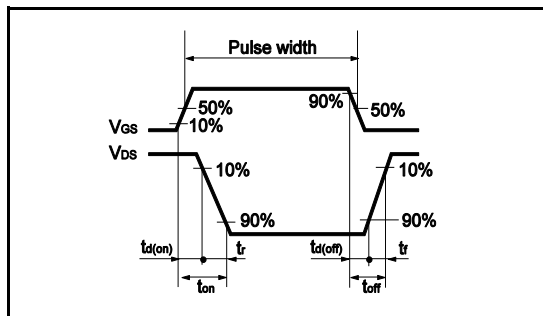 Pulse width
50%
90%
50%
10%
VGS
VDS
10%
10%
90%
90%
td(on)
tr
td(off)
tf
ton
toff